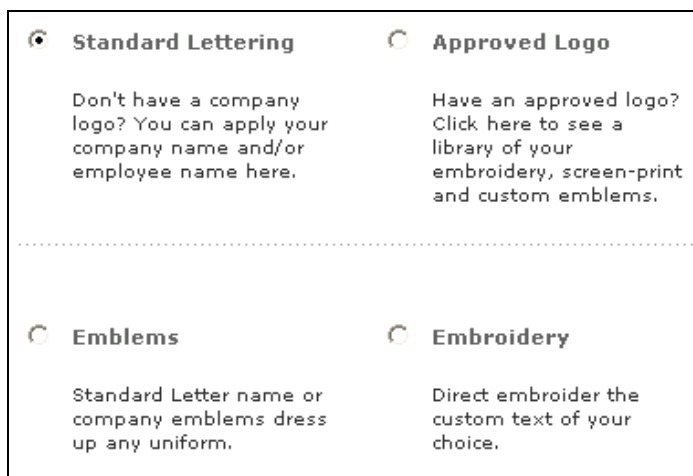 Standard Lettering
Don't have a company
logo? You can apply your
company name and/or
employee name here.
Approved Logo
Have an approved logo?
Click here to see a
library of your
embroidery, screen-print
and custom emblems.
Emblems
Standard Letter name or
company emblems dress
up any uniform.
Embroidery
Direct embroider the
custom text of your
choice.